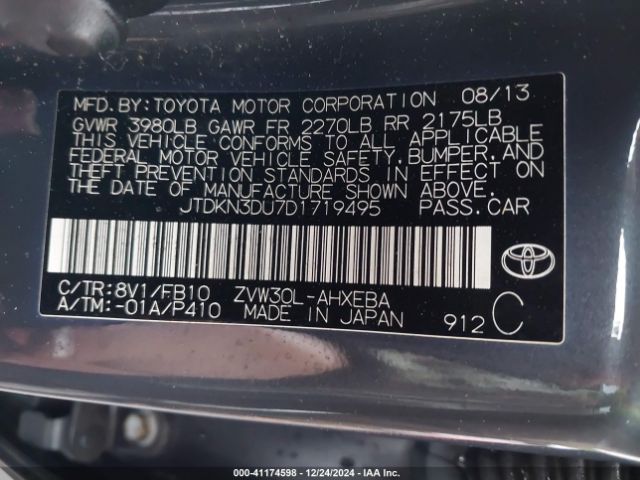 MFD.BY:TOYOTA MOTOR CORPORATION 08/13
GVWR 3980LB GAWR FR 2270LB RR 2175LB
THIS VEHICLE CONFORMS TO ALL APPLICABLE
FEDERAL MOTOR VEHICLE SAFETY,BUMPER,AND
THEFT PREVENTION STANDARDS IN EFFECT ON
THE DATE OF MANUFACTURE SHOWN ABOVE.
JTDKN3DU7D1719495 PASS.CAR
C/TR:8V1/FB10 ZVW30L-AHXEBA
A/TM:-01A/P410 MADE IN JAPAN 912 C
000-41174598 - 12/24/2024 - IAA Inc.